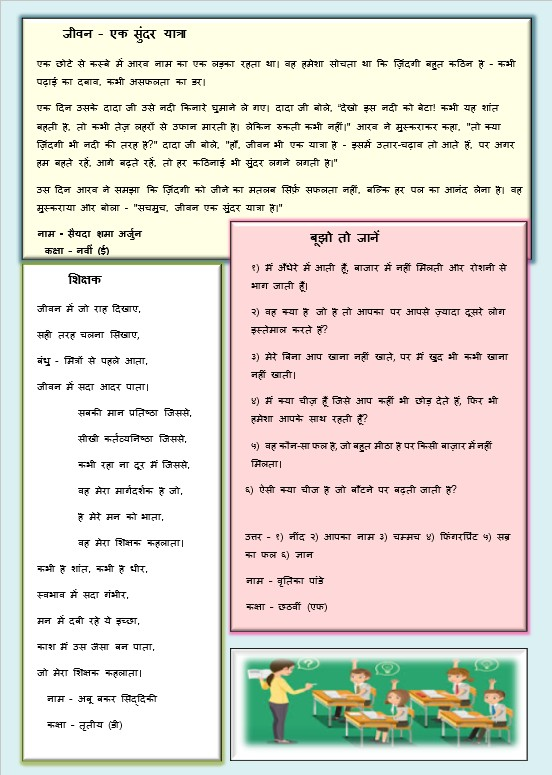 जीवन – एक सुंदर यात्रा
एक छोटे से कस्बे में आरव नाम का एक लड़का रहता था। वह हमेशा सोचता था कि ज़िंदगी बहुत कठिन है – कभी
पढ़ाई का दबाव, कभी असफलता का डर।
एक दिन उसके दादा जी उसे नदी किनारे घुमाने ले गए। दादा जी बोले, "देखो इस नदी को बेटा! कभी यह शांत
बहती है, तो कभी तेज़ लहरों से उफान मारती है। लेकिन रुकती कभी नहीं।" आरव ने मुस्कराकर कहा, "तो क्या
ज़िंदगी भी नदी की तरह है?" दादा जी बोले, "हाँ, जीवन भी एक यात्रा है – इसमें उतार-चढ़ाव तो आते हैं, पर अगर
हम बहते रहें, आगे बढ़ते रहें, तो हर कठिनाई भी सुंदर लगने लगती है।"
उस दिन आरव ने समझा कि ज़िंदगी को जीने का मतलब सिर्फ़ सफलता नहीं, बल्कि हर पल का आनंद लेना है। वह
मुस्कराया और बोला – "सचमुच, जीवन एक सुंदर यात्रा है।"
नाम - सैयदा शमा अर्जुन
कक्षा – नवीं (ई)
शिक्षक
जीवन में जो राह दिखाए,
सही तरह चलना सिखाए,
बंधु – मित्रों से पहले आता,
जीवन में सदा आदर पाता।
सबकी मान प्रतिष्ठा जिससे,
सीखी कर्तव्यनिष्ठा जिससे,
कभी रहा ना दूर में जिससे,
वह मेरा मार्गदर्शक है जो,
है मेरे मन को भाता,
वह मेरा शिक्षक कहलाता।
कभी है शांत, कभी है धीर,
स्वभाव में सदा गंभीर,
मन में दबी रहे ये इच्छा,
काश में उस जैसा बन पाता,
जो मेरा शिक्षक कहलाता।
नाम – अबू बकर सिद्दिकी
कक्षा – तृतीय (डी)
बूझो तो जानें
१) में अँधेरे में आती हूँ, बाजार में नहीं मिलती और रोशनी से
भाग जाती हूँ।
२) वह क्या है जो है तो आपका पर आपसे ज़्यादा दूसरे लोग
इस्तेमाल करते हैं?
३) मेरे बिना आप खाना नहीं खाते, पर में खुद भी कभी खाना
नहीं खाती।
४) में क्या चीज़ हूँ जिसे आप कहीं भी छोड़ देते हैं, फिर भी
हमेशा आपके साथ रहती हूँ?
५) वह कौन-सा फल है, जो बहुत मीठा है पर किसी बाज़ार में नहीं
मिलता।
६) ऐसी क्या चीज है जो बाँटने पर बढ़ती जाती है?
उत्तर – १) नींद २) आपका नाम ३) चम्मच ४) फिंगरप्रिंट ५) सब्र
का फल ६) ज्ञान
नाम – वृतिका पांडे
कक्षा – छठवीं (एफ)